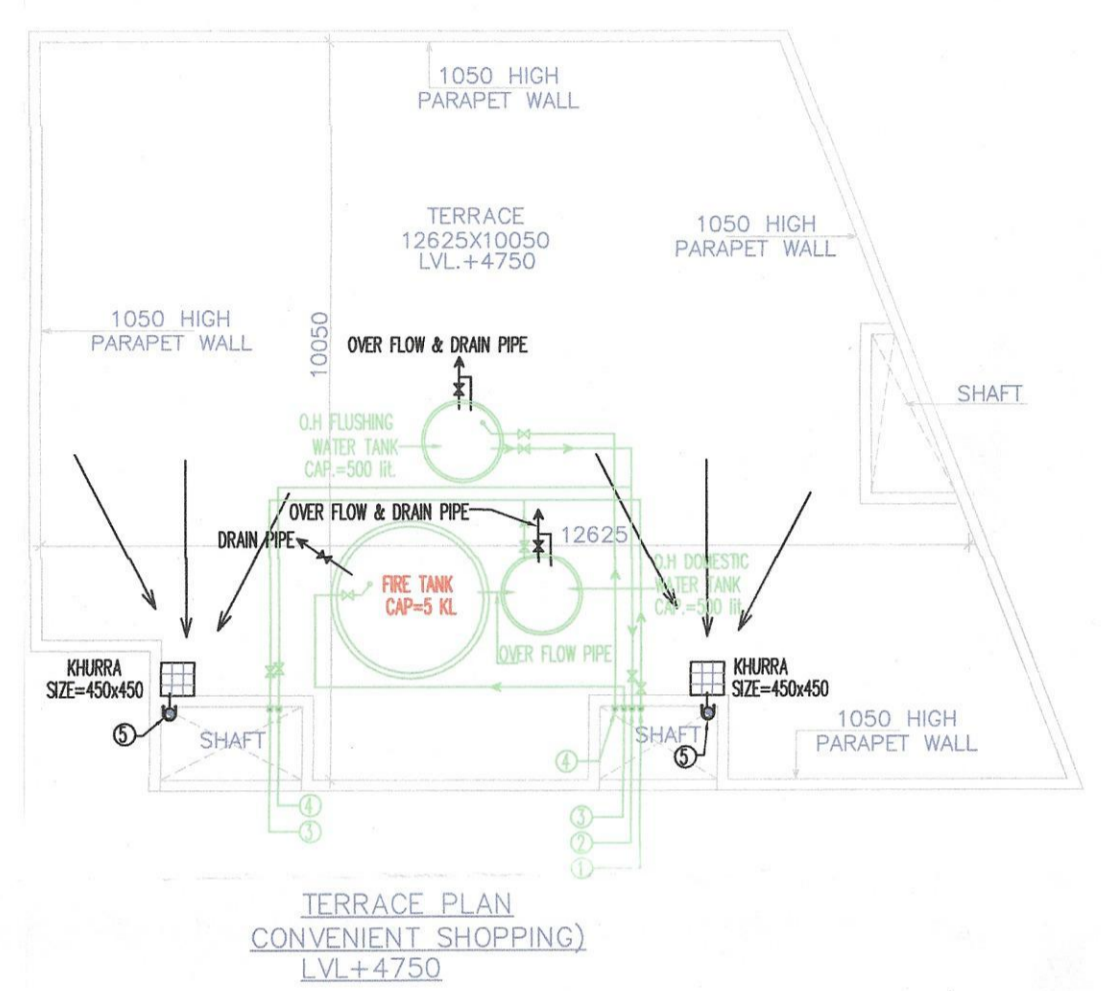 1050 HIGH
PARAPET WALL
TERRACE
12625X10050
LVL.+4750
1050 HIGH
PARAPET WALL
1050 HIGH
PARAPET WALL
10050
OVER FLOW & DRAIN PIPE
SHAFT
O.H FLUSHING
WATER TANK
CAP.=500 lit.
OVER FLOW & DRAIN PIPE
DRAIN PIPE
12625
O.H DOMESTIC
WATER TANK
CAP.=500 lit.
FIRE TANK
CAP=5 KL
OVER FLOW PIPE
KHURRA
SIZE=450x450
KHURRA
SIZE=450x450
5
SHAFT
4
SHAFT
5
1050 HIGH
PARAPET WALL
4
3
3
2
1
TERRACE PLAN
CONVENIENT SHOPPING)
LVL+4750